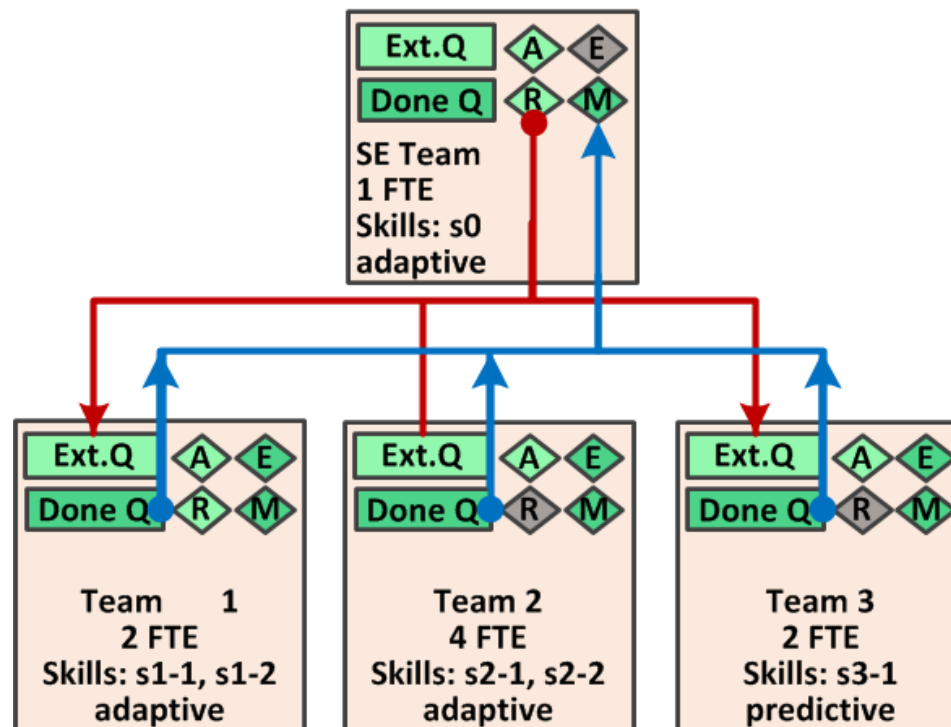 Ext.Q A E
Done Q R M
SE Team
1 FTE
Skills: s0
adaptive
Ext.Q A E
Done Q R M
Team 1
2 FTE
Skills: s1-1, s1-2
adaptive
Ext.Q A E
Done Q R M
Team 2
4 FTE
Skills: s2-1, s2-2
adaptive
Ext.Q A E
Done Q R M
Team 3
2 FTE
Skills: s3-1
predictive